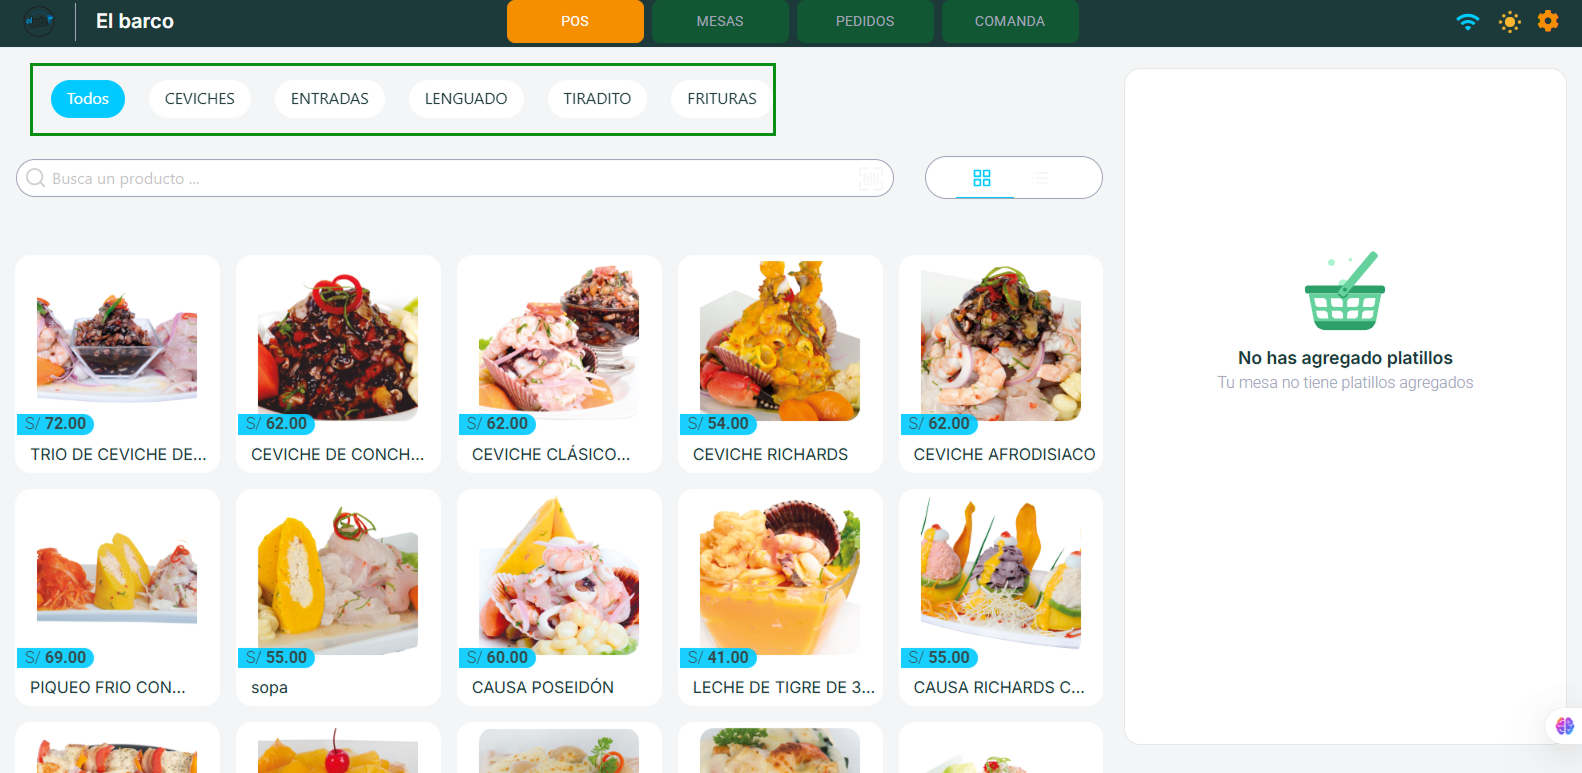 El barco
POS
MESAS
PEDIDOS
COMANDA
Todos
CEVICHES
ENTRADAS
LENGUADO
TIRADITO
FRITURAS
Busca un producto ...
S/ 72.00
TRIO DE CEVICHE DE...
S/ 62.00
CEVICHE DE CONCH...
S/ 62.00
CEVICHE CLÁSICO...
S/ 54.00
CEVICHE RICHARDS
S/ 62.00
CEVICHE AFRODISIACO
S/ 69.00
PIQUEO FRIO CON...
S/ 55.00
sopa
S/ 60.00
CAUSA POSEIDÓN
S/ 41.00
LECHE DE TIGRE DE 3...
S/ 55.00
CAUSA RICHARDS C...
No has agregado platillos
Tu mesa no tiene platillos agregados